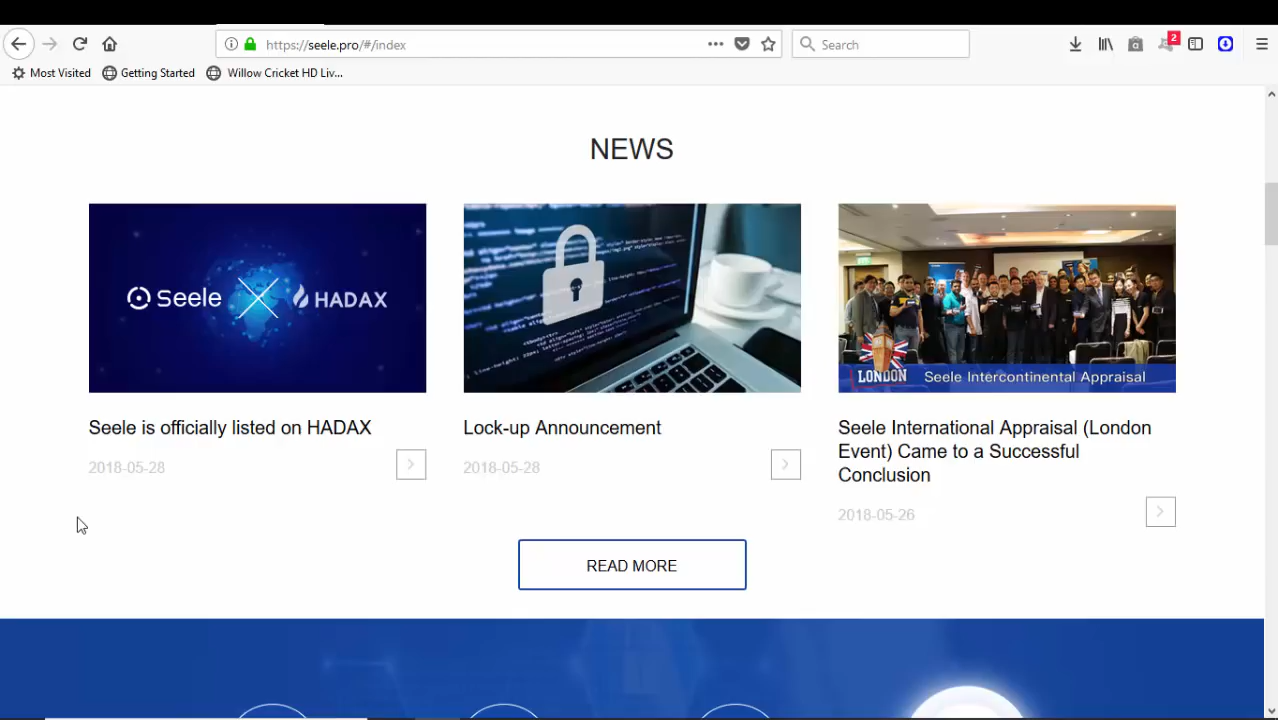 https://seele.pro/#/index
Search
2
Most Visited
Getting Started
Willow Cricket HD Liv...
NEWS
Seele
HADAX
LONDON
Seele Intercontinental Appraisal
Seele is officially listed on HADAX
Lock-up Announcement
Seele International Appraisal (London
Event) Came to a Successful
Conclusion
2018-05-28
2018-05-28
2018-05-26
READ MORE